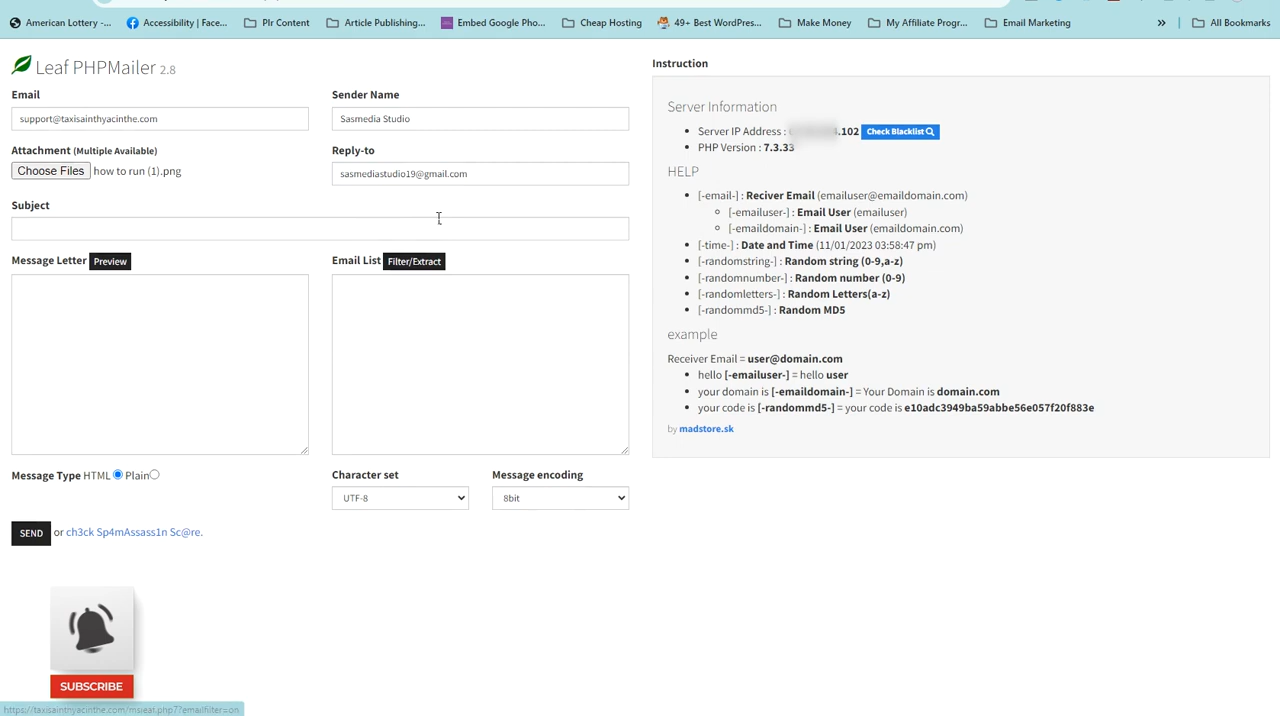 American Lottery -...
Accessibility | Face...
Plr Content
Article Publishing...
Embed Google Pho...
Cheap Hosting
49+ Best WordPres...
Make Money
My Affiliate Progr...
Email Marketing
»
All Bookmarks
Leaf PHPMailer 2.8
Email
Sender Name
support@taxisainthyacinthe.com
Sasmedia Studio
Attachment (Multiple Available)
Reply-to
Choose Files how to run (1).png
sasmediastudio19@gmail.com
Subject
Message Letter Preview
Email List Filter/Extract
Message Type HTML Plain
Character set
Message encoding
UTF-8
8bit
SEND or ch3ck Sp4mAssass1n Sc@re.
SUBSCRIBE
Instruction
Server Information
Server IP Address : .102 Check Blacklist
PHP Version : 7.3.33
HELP
[-email-] : Reciver Email (emailuser@emaildomain.com)
[-emailuser-] : Email User (emailuser)
[-emaildomain-] : Email User (emaildomain.com)
[-time-] : Date and Time (11/01/2023 03:58:47 pm)
[-randomstring-] : Random string (0-9,a-z)
[-randomnumber-] : Random number (0-9)
[-randomletters-] : Random Letters(a-z)
[-randommd5-] : Random MD5
example
Receiver Email = user@domain.com
hello [-emailuser-] = hello user
your domain is [-emaildomain-] = Your Domain is domain.com
your code is [-randommd5-] = your code is e10adc3949ba59abbe56e057f20f883e
by madstore.sk